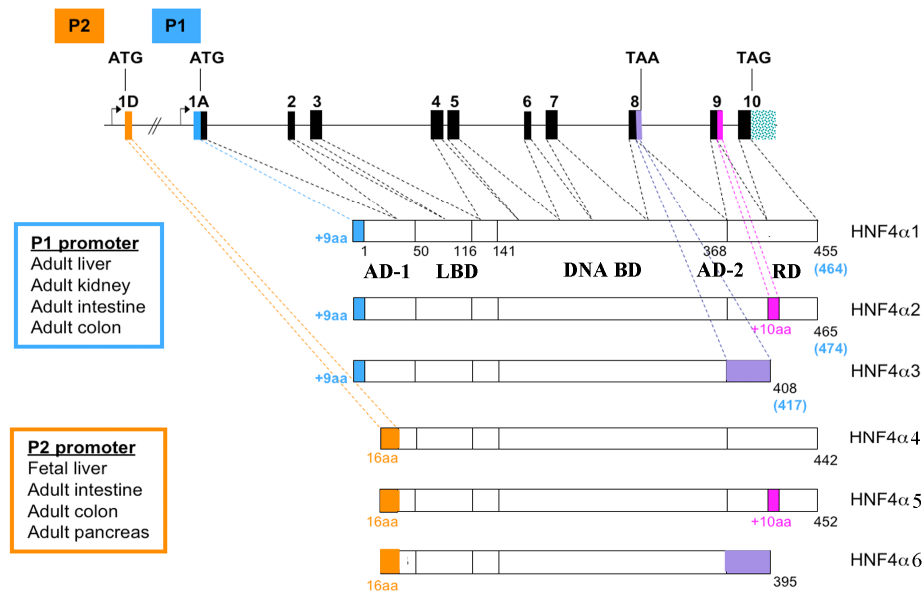 P2 P1
ATG ATG TAA TAG
1D 1A 2 3 4 5 6 7 8 9 10
P1 promoter
Adult liver
Adult kidney
Adult intestine
Adult colon
+9aa HNF4α1
1 50 116 141 368 455
(464)
AD-1 LBD DNA BD AD-2 RD
+9aa HNF4α2
+10aa 465
(474)
+9aa HNF4α3
408
(417)
P2 promoter
Fetal liver
Adult intestine
Adult colon
Adult pancreas
HNF4α4
16aa 442
HNF4α5
16aa +10aa 452
HNF4α6
16aa 395